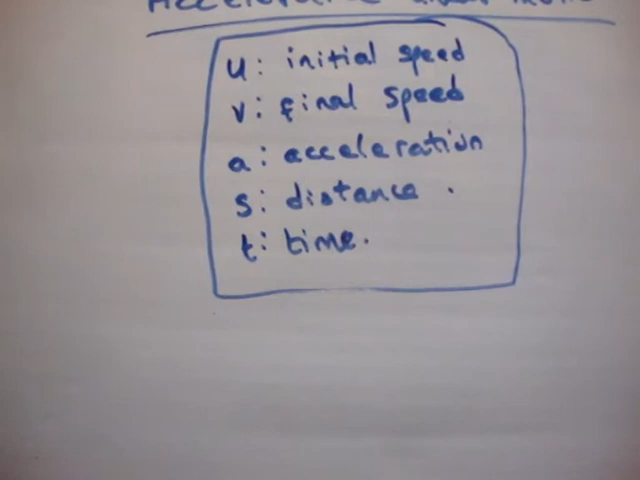 u: initial speed
v: final speed
a: acceleration
s: distance.
t: time.